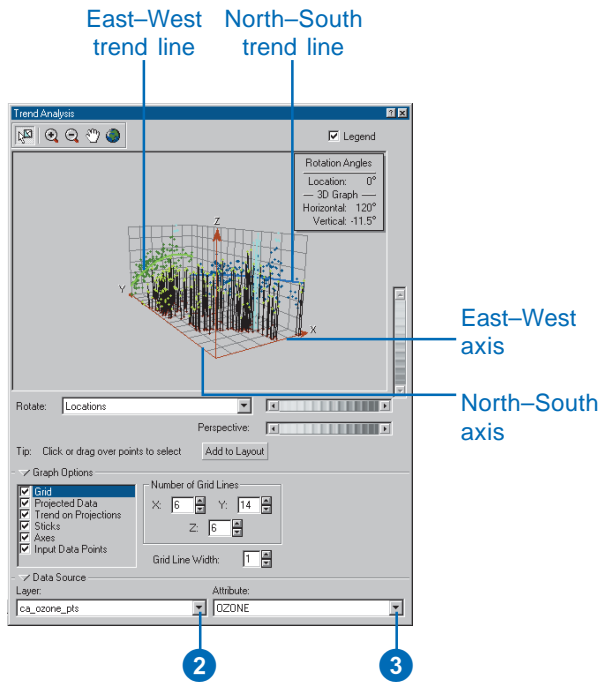 East–West
trend line
North–South
trend line
Trend Analysis
Legend
Rotation Angles
Location: 0°
3D Graph
Horizontal: 120°
Vertical: -11.5°
Z
Y
X
East–West
axis
North–South
axis
Rotate: Locations
Perspective:
Tip: Click or drag over points to select Add to Layout
Graph Options
Grid
Projected Data
Trend on Projections
Sticks
Axes
Input Data Points
Number of Grid Lines
X: 6 Y: 14
Z: 6
Grid Line Width: 1
Data Source
Layer: Attribute:
ca_ozone_pts OZONE
2 3